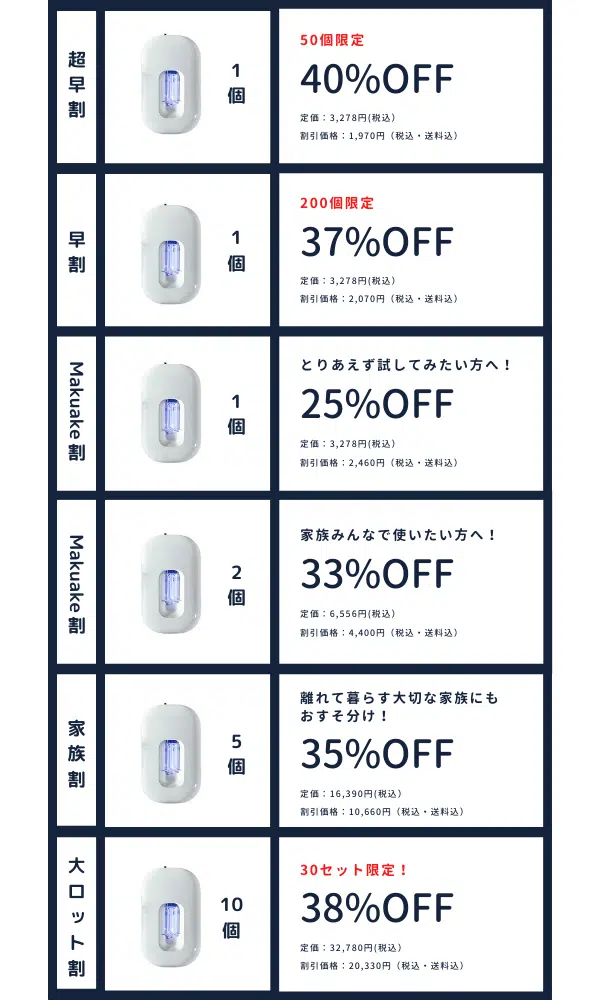 超早割
1
個
50個限定
40%OFF
定価：3,278円(税込)
割引価格：1,970円（税込・送料込）
早割
1
個
200個限定
37%OFF
定価：3,278円(税込)
割引価格：2,070円（税込・送料込）
Makuake割
1
個
とりあえず試してみたい方へ！
25%OFF
定価：3,278円(税込)
割引価格：2,460円（税込・送料込）
Makuake割
2
個
家族みんなで使いたい方へ！
33%OFF
定価：6,556円(税込)
割引価格：4,400円（税込・送料込）
家族割
5
個
離れて暮らす大切な家族にも
おすそ分け！
35%OFF
定価：16,390円(税込)
割引価格：10,660円（税込・送料込）
大ロット割
10
個
30セット限定！
38%OFF
定価：32,780円(税込)
割引価格：20,330円（税込・送料込）